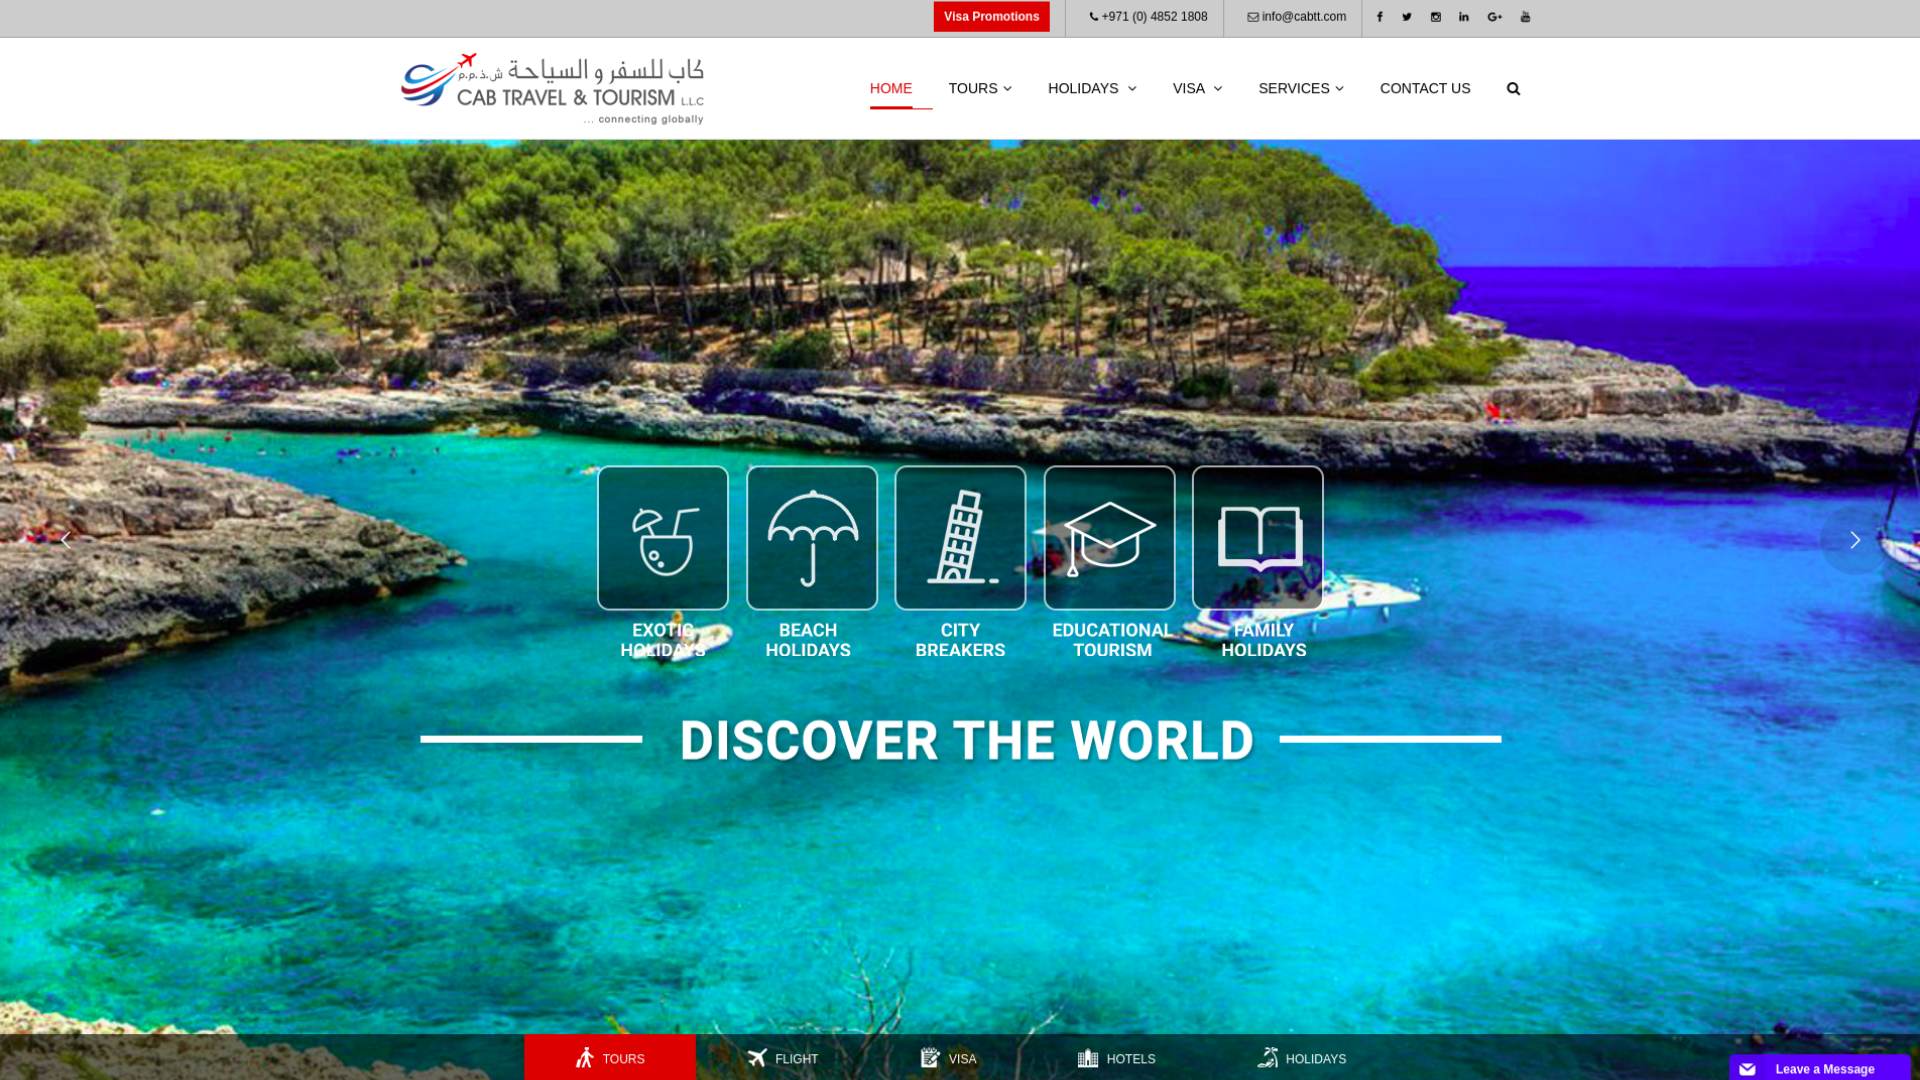 Visa Promotions
+971 (0) 4852 1808
info@cabtt.com
كاب للسفر و السياحة ش.ذ.م.م
CAB TRAVEL & TOURISM L.L.C
... connecting globally
HOME
TOURS
HOLIDAYS
VISA
SERVICES
CONTACT US
EXOTIC
HOLIDAYS
BEACH
HOLIDAYS
CITY
BREAKERS
EDUCATIONAL
TOURISM
FAMILY
HOLIDAYS
DISCOVER THE WORLD
TOURS
FLIGHT
VISA
HOTELS
HOLIDAYS
Leave a Message